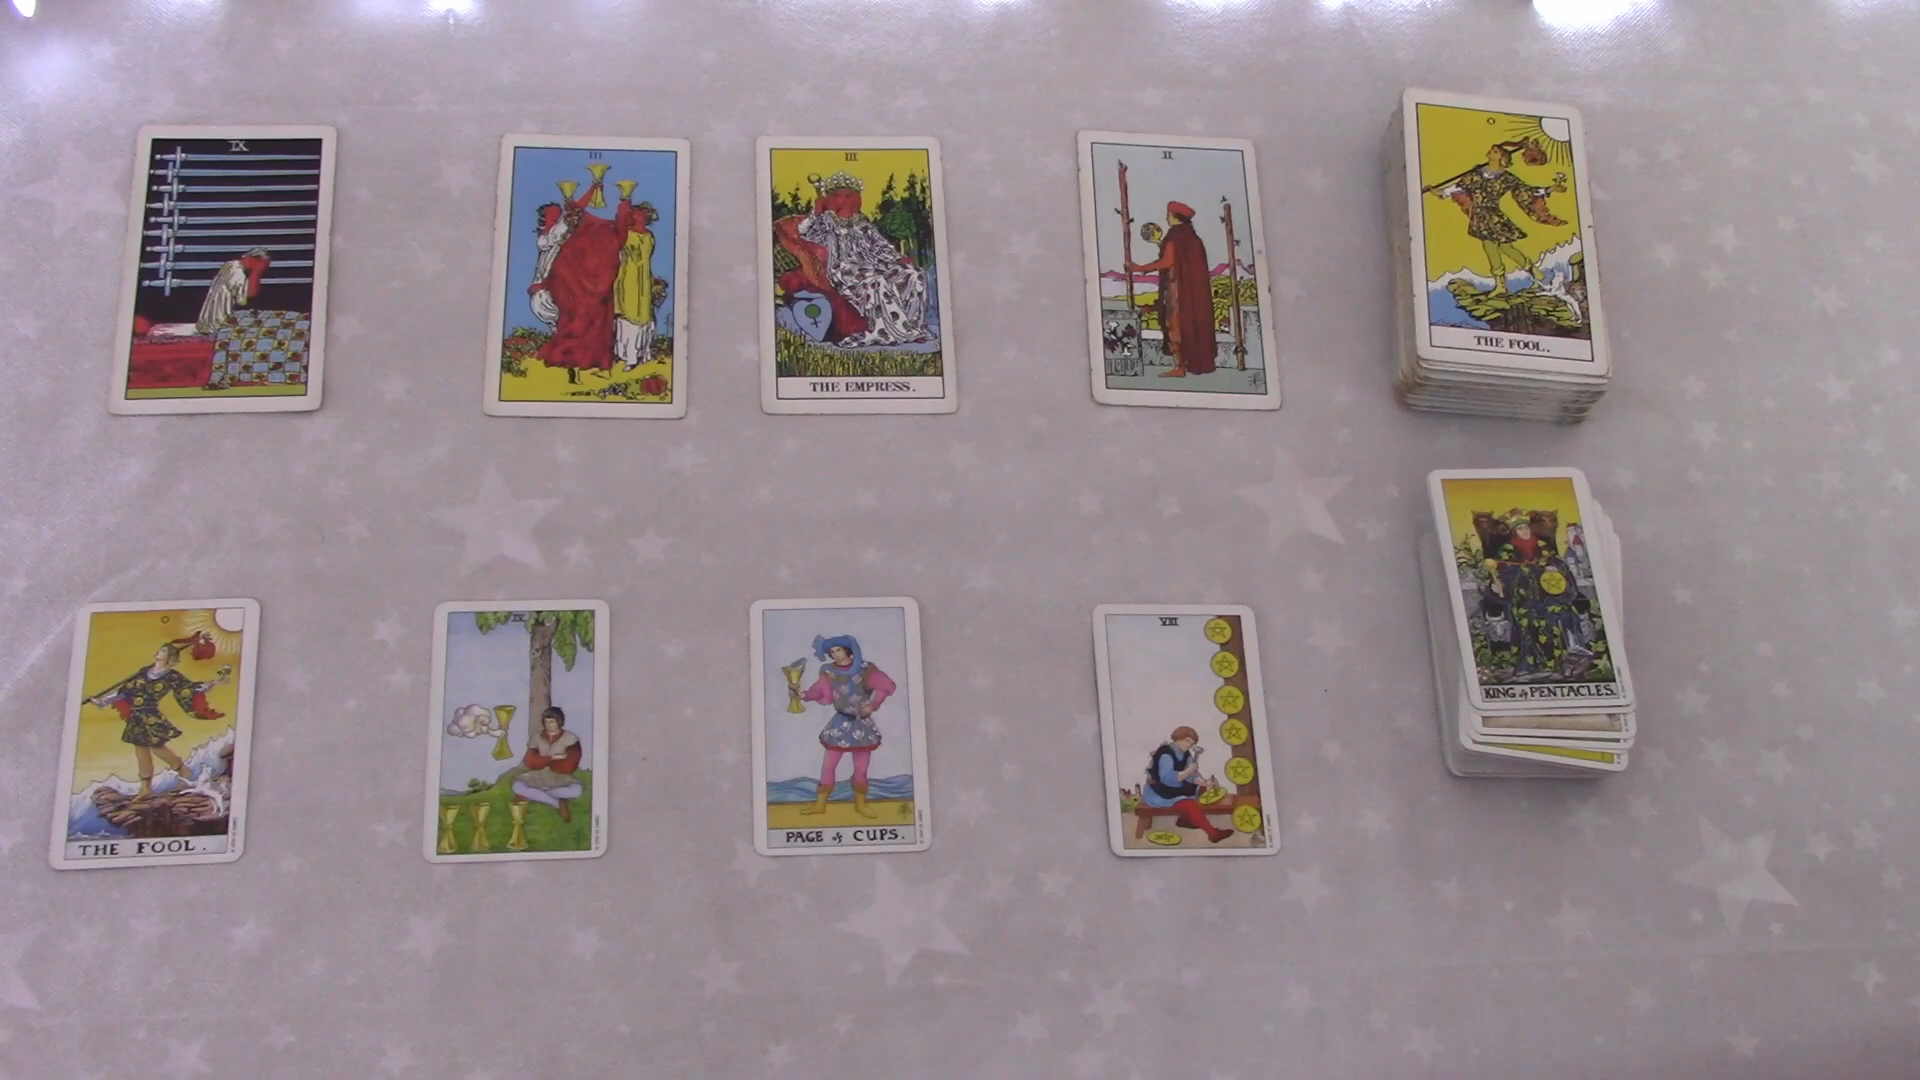 IX
III
III
THE EMPRESS.
II
THE FOOL.
KING of PENTACLES.
THE FOOL.
IV
PAGE of CUPS.
VIII